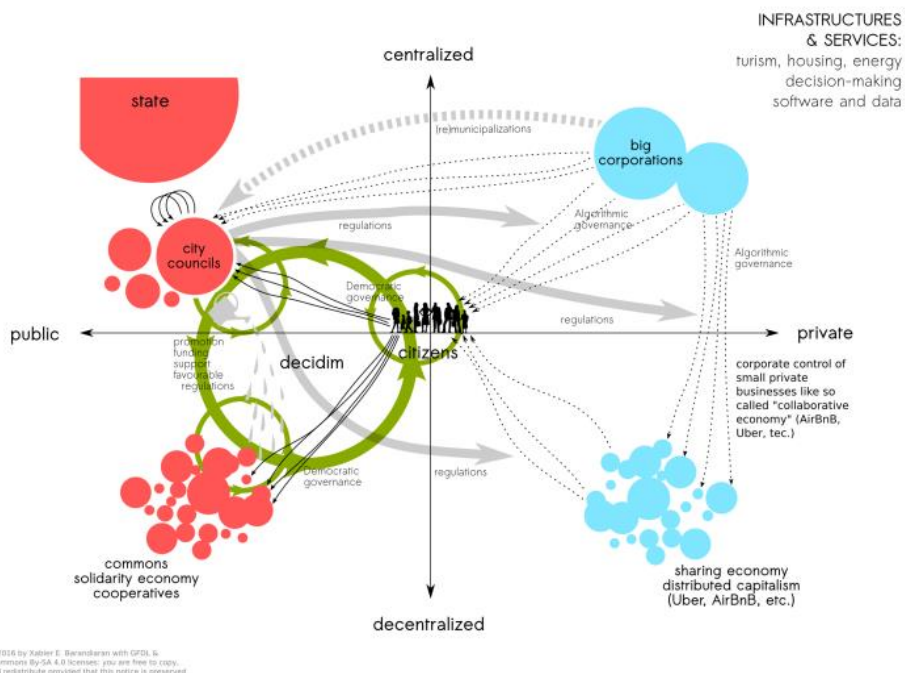 INFRASTRUCTURES
& SERVICES:
turism, housing, energy
decision-making
software and data
centralized
state
(re)municipalizations
big
corporations
regulations
Algorithmic
governance
Algorithmic
governance
city
councils
Democratic
governance
regulations
public
private
citizens
decidim
promotion
funding
support
favourable
regulations
corporate control of
small private
businesses like so
called "collaborative
economy" (AirBnB,
Uber, tec.)
Democratic
governance
regulations
commons
solidarity economy
cooperatives
sharing economy
distributed capitalism
(Uber, AirBnB, etc.)
decentralized
2016 by Xabier E. Barandiaran with GFDL &
Commons By-SA 4.0 licenses: you are free to copy,
redistribute provided that this notice is preserved